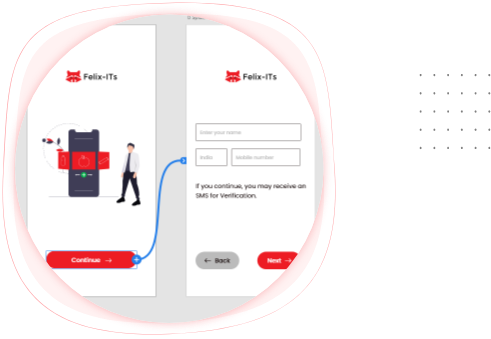 Felix-ITs
Continue →
Felix-ITs
Enter your name
India
Mobile number
If you continue, you may receive an
SMS for Verification.
← Back
Next →